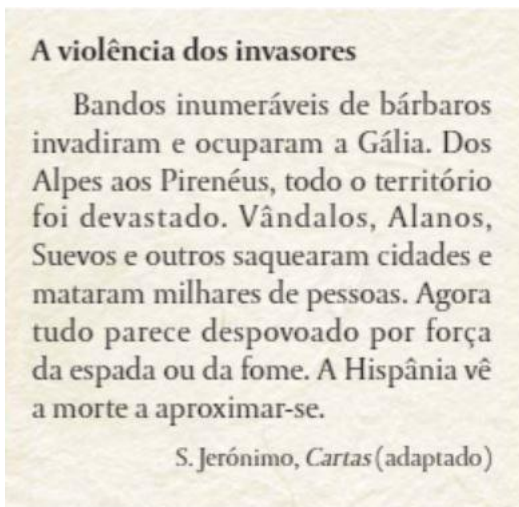 A violência dos invasores
Bandos inumeráveis de bárbaros
invadiram e ocuparam a Gália. Dos
Alpes aos Pirenéus, todo o território
foi devastado. Vândalos, Alanos,
Suevos e outros saquearam cidades e
mataram milhares de pessoas. Agora
tudo parece despovoado por força
da espada ou da fome. A Hispânia vê
a morte a aproximar-se.
S. Jerónimo, Cartas (adaptado)